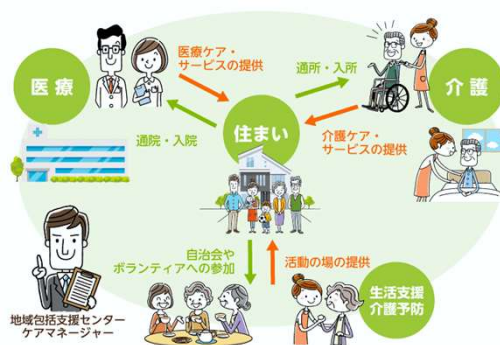 医療
医療ケア・
サービスの提供
通所・入所
介護
通院・入院
住まい
介護ケア・
サービスの提供
自治会や
ボランティアへの参加
活動の場の提供
生活支援
介護予防
地域包括支援センター
ケアマネージャー